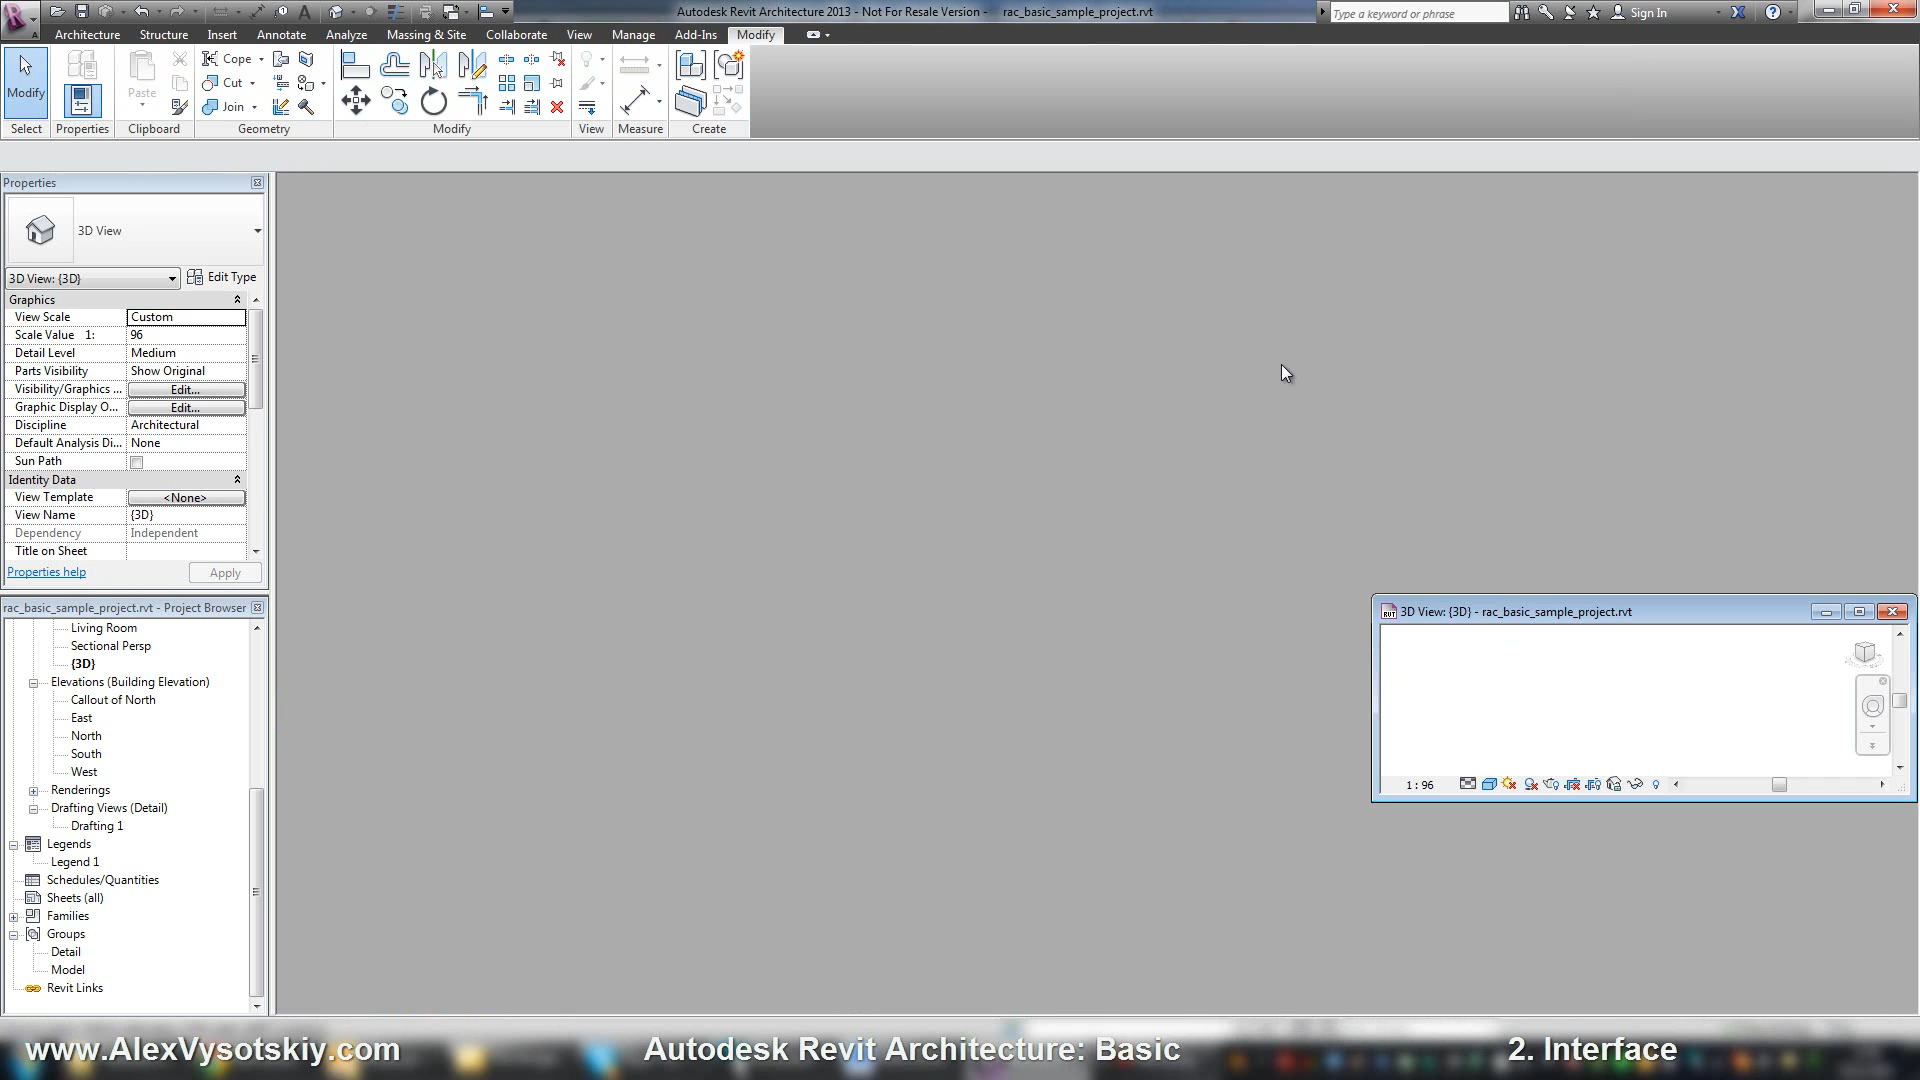 Autodesk Revit Architecture 2013 - Not For Resale Version - rac_basic_sample_project.rvt
Type a keyword or phrase
Sign In
Architecture Structure Insert Annotate Analyze Massing & Site Collaborate View Manage Add-Ins Modify
Modify
Paste
Cope
Cut
Join
Select Properties Clipboard Geometry Modify View Measure Create
Properties
3D View
3D View: {3D}
Edit Type
Graphics
View Scale Custom
Scale Value 1: 96
Detail Level Medium
Parts Visibility Show Original
Visibility/Graphics ... Edit...
Graphic Display O... Edit...
Discipline Architectural
Default Analysis Di... None
Sun Path
Identity Data
View Template <None>
View Name {3D}
Dependency Independent
Title on Sheet
Properties help Apply
rac_basic_sample_project.rvt - Project Browser
Living Room
Sectional Persp
{3D}
Elevations (Building Elevation)
Callout of North
East
North
South
West
Renderings
Drafting Views (Detail)
Drafting 1
Legends
Legend 1
Schedules/Quantities
Sheets (all)
Families
Groups
Detail
Model
Revit Links
3D View: {3D} - rac_basic_sample_project.rvt
1 : 96
www.AlexVysotskiy.com Autodesk Revit Architecture: Basic 2. Interface